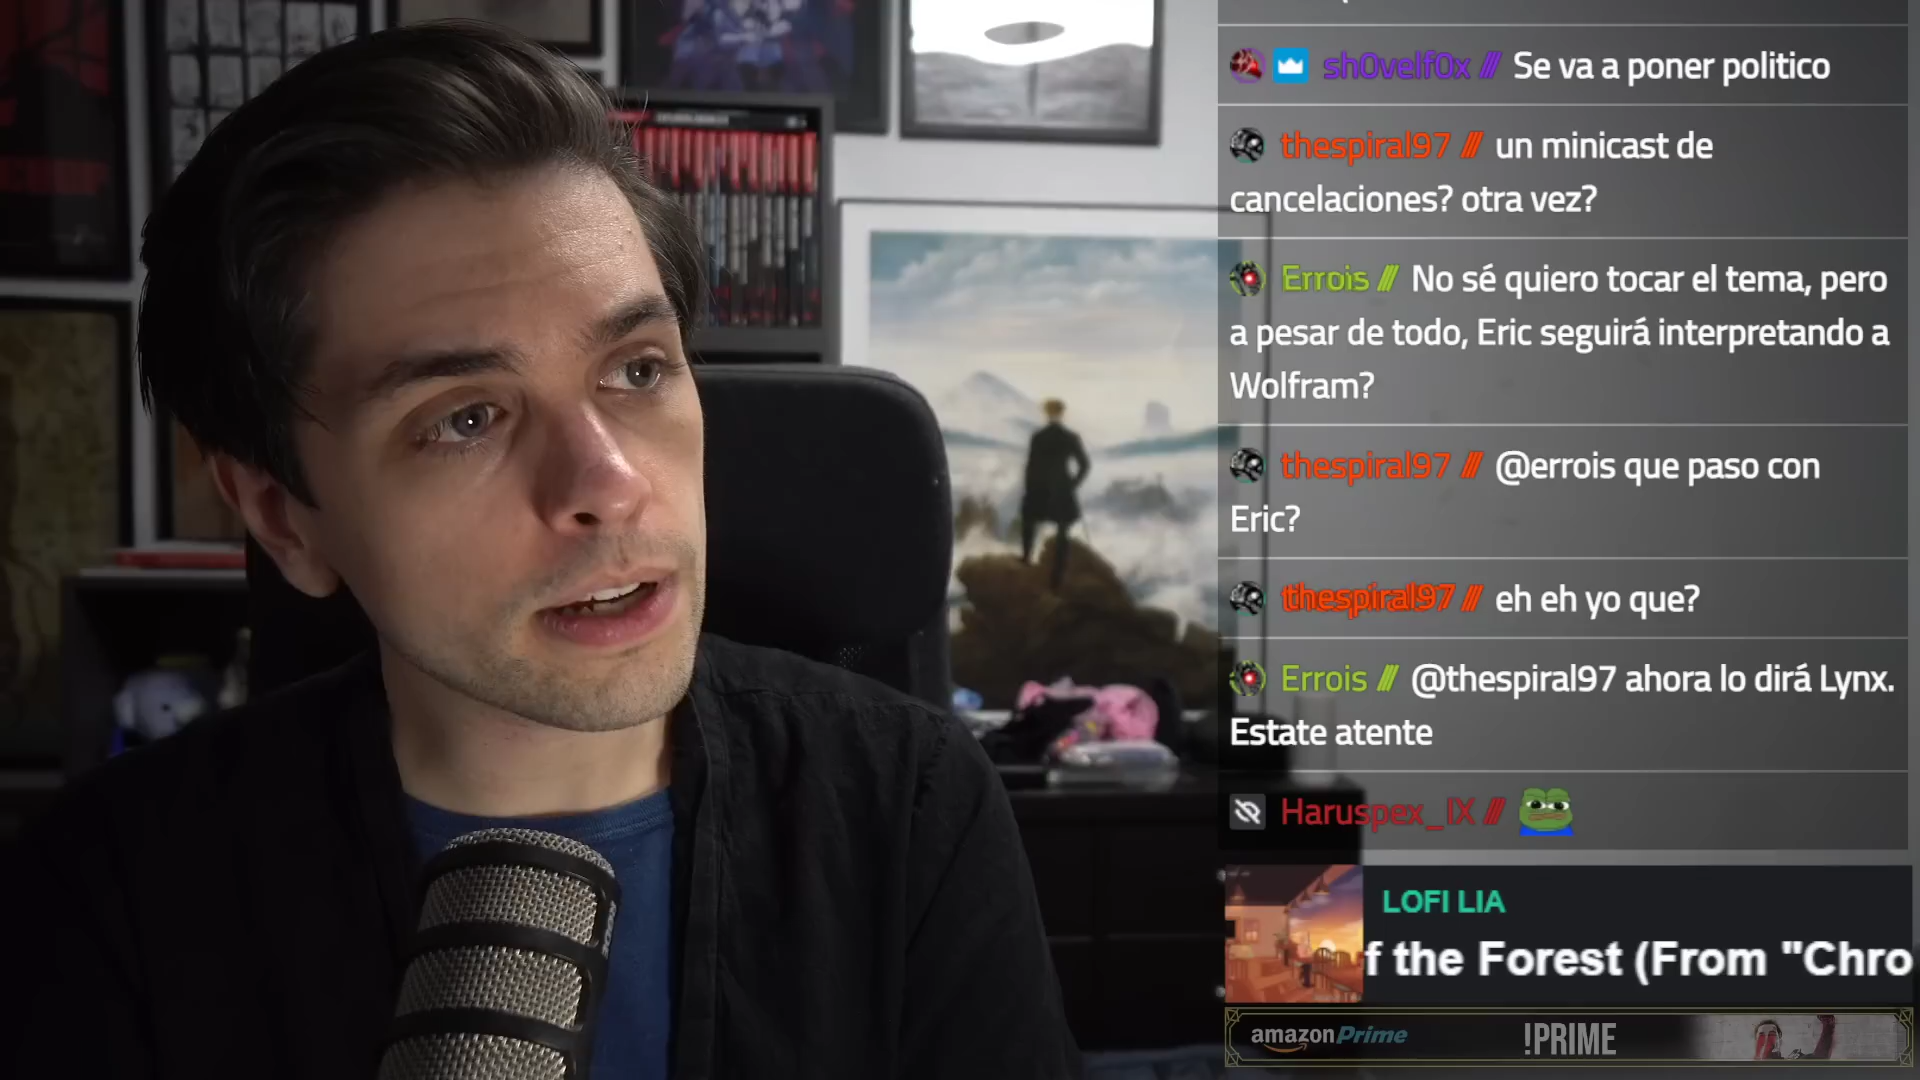 sh0velf0x /// Se va a poner politico
thespiral97 /// un minicast de
cancelaciones? otra vez?
Errois /// No sé quiero tocar el tema, pero
a pesar de todo, Eric seguirá interpretando a
Wolfram?
thespiral97 /// @errois que paso con
Eric?
thespiral97 /// eh eh yo que?
Errois /// @thespiral97 ahora lo dirá Lynx.
Estate atente
Haruspex_IX ///
LOFI LIA
f the Forest (From "Chro
amazonPrime !PRIME